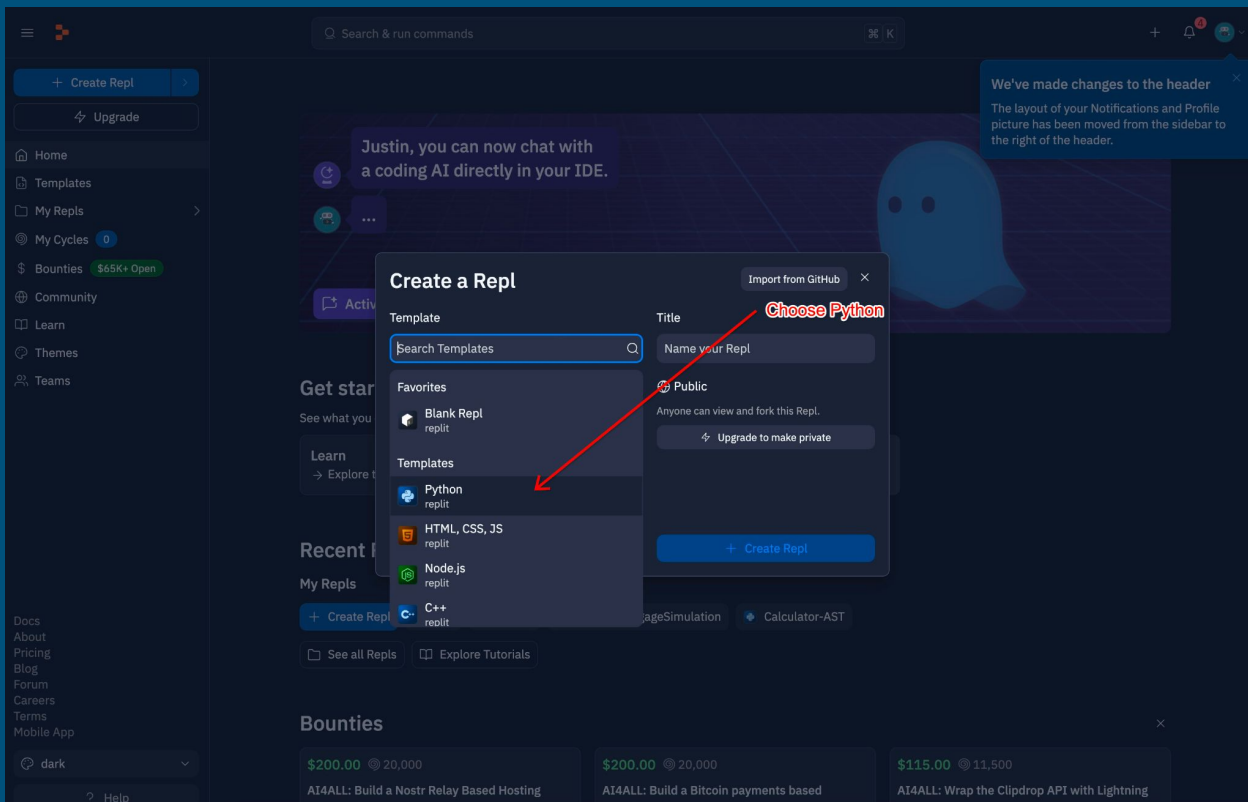 Search & run commands
⌘ K
4
+ Create Repl
Upgrade
Home
Templates
My Repls
My Cycles 0
$ Bounties $65K+ Open
Community
Learn
Themes
Teams
Docs
About
Pricing
Blog
Forum
Careers
Terms
Mobile App
dark
? Help
We've made changes to the header
The layout of your Notifications and Profile
picture has been moved from the sidebar to
the right of the header.
Justin, you can now chat with
a coding AI directly in your IDE.
...
Create a Repl
Import from GitHub
Choose Python
Template
Title
Search Templates
Name your Repl
Favorites
Blank Repl
replit
Public
Anyone can view and fork this Repl.
Upgrade to make private
Templates
Python
replit
HTML, CSS, JS
replit
Node.js
replit
C++
replit
+ Create Repl
Get star
See what you
Learn
→ Explore t
Recent
My Repls
+ Create Repl
ageSimulation
Calculator-AST
See all Repls
Explore Tutorials
Bounties
$200.00 20,000
AI4ALL: Build a Nostr Relay Based Hosting
$200.00 20,000
AI4ALL: Build a Bitcoin payments based
$115.00 11,500
AI4ALL: Wrap the Clipdrop API with Lightning